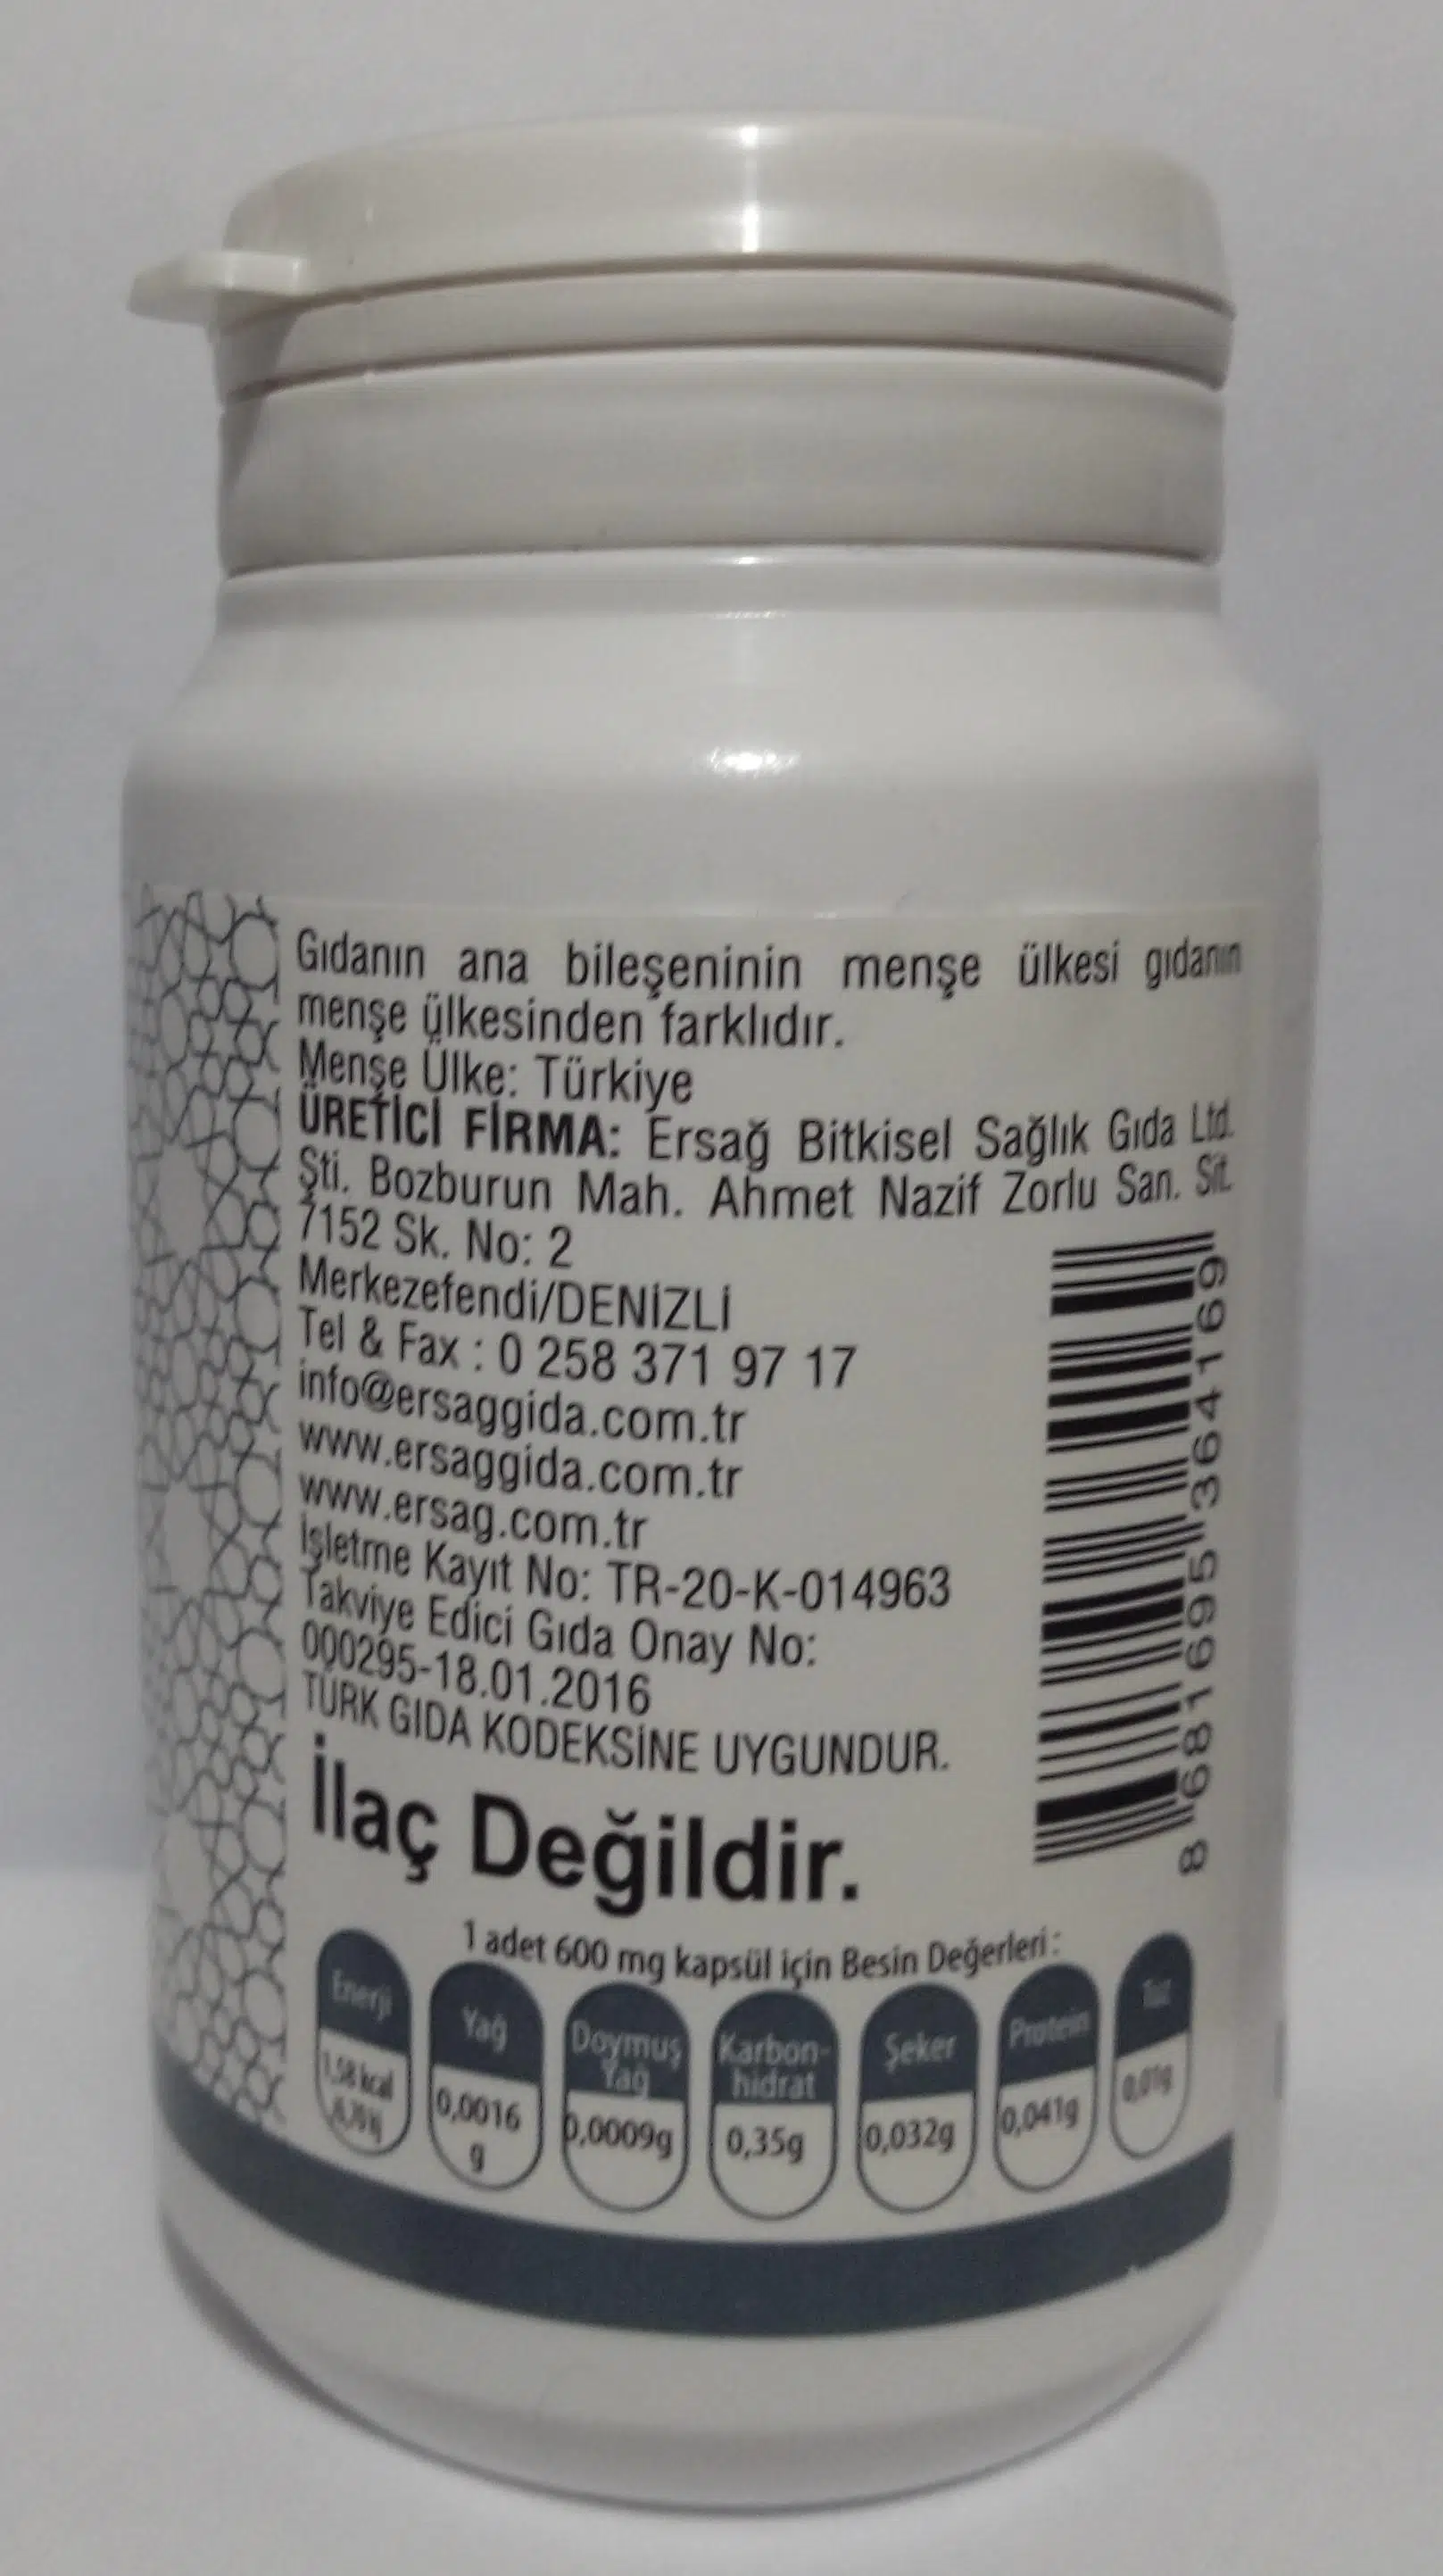 Gıdanın ana bileşeninin menşe ülkesi gıdanın
menşe ülkesinden farklıdır.
Menşe Ülke: Türkiye
ÜRETİCİ FİRMA: Ersağ Bitkisel Sağlık Gıda Ltd.
Şti. Bozburun Mah. Ahmet Nazif Zorlu San. Sit.
7152 Sk. No: 2
Merkezefendi/DENİZLİ
Tel & Fax : 0 258 371 97 17
info@ersaggida.com.tr
www.ersaggida.com.tr
www.ersag.com.tr
İşletme Kayıt No: TR-20-K-014963
Takviye Edici Gıda Onay No:
000295-18.01.2016
TÜRK GIDA KODEKSİNE UYGUNDUR.
İlaç Değildir.
8 681695 364169
1 adet 600 mg kapsül için Besin Değerleri :
Enerji
1,58 kcal
Yağ
0,0016
g
Doymuş
Yağ
0,0009g
Karbon-
hidrat
0,35g
Şeker
0,032g
Protein
0,041g
Tuz
0,01g